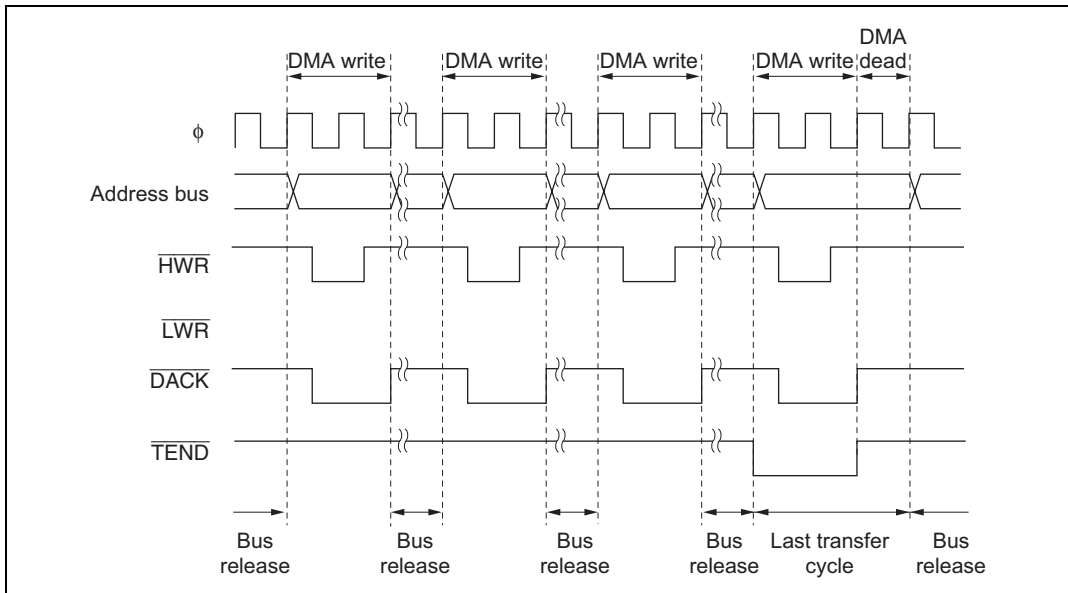 DMA
DMA write DMA write DMA write DMA write dead
ϕ
Address bus
HWR
LWR
DACK
TEND
Bus release
Bus release
Bus release
Bus release
Last transfer cycle
Bus release